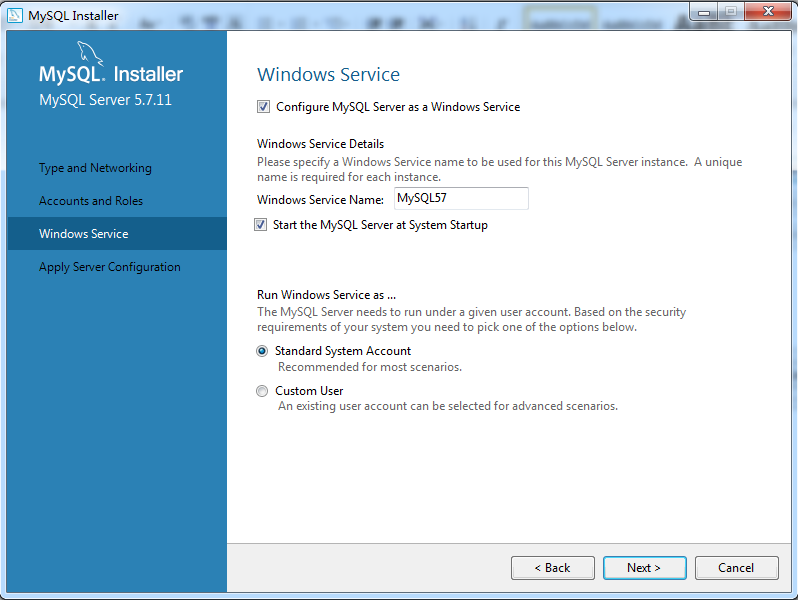 MySQL Installer
MySQL. Installer
MySQL Server 5.7.11
Type and Networking
Accounts and Roles
Windows Service
Apply Server Configuration
Windows Service
Configure MySQL Server as a Windows Service
Windows Service Details
Please specify a Windows Service name to be used for this MySQL Server instance. A unique
name is required for each instance.
Windows Service Name: MySQL57
Start the MySQL Server at System Startup
Run Windows Service as ...
The MySQL Server needs to run under a given user account. Based on the security
requirements of your system you need to pick one of the options below.
Standard System Account
Recommended for most scenarios.
Custom User
An existing user account can be selected for advanced scenarios.
< Back Next > Cancel